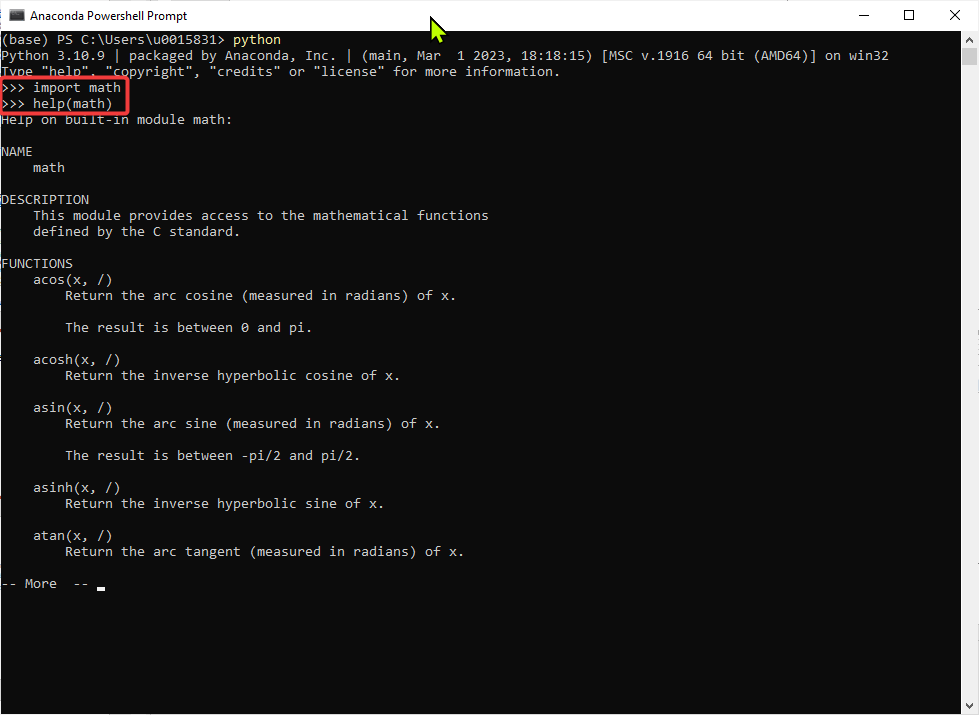 Anaconda Powershell Prompt
(base) PS C:\Users\u0015831> python
Python 3.10.9 | packaged by Anaconda, Inc. | (main, Mar  1 2023, 18:18:15) [MSC v.1916 64 bit (AMD64)] on win32
Type "help", "copyright", "credits" or "license" for more information.
>>> import math
>>> help(math)
Help on built-in module math:
NAME
    math
DESCRIPTION
    This module provides access to the mathematical functions
    defined by the C standard.
FUNCTIONS
    acos(x, /)
        Return the arc cosine (measured in radians) of x.
        The result is between 0 and pi.
    acosh(x, /)
        Return the inverse hyperbolic cosine of x.
    asin(x, /)
        Return the arc sine (measured in radians) of x.
        The result is between -pi/2 and pi/2.
    asinh(x, /)
        Return the inverse hyperbolic sine of x.
    atan(x, /)
        Return the arc tangent (measured in radians) of x.
-- More  --